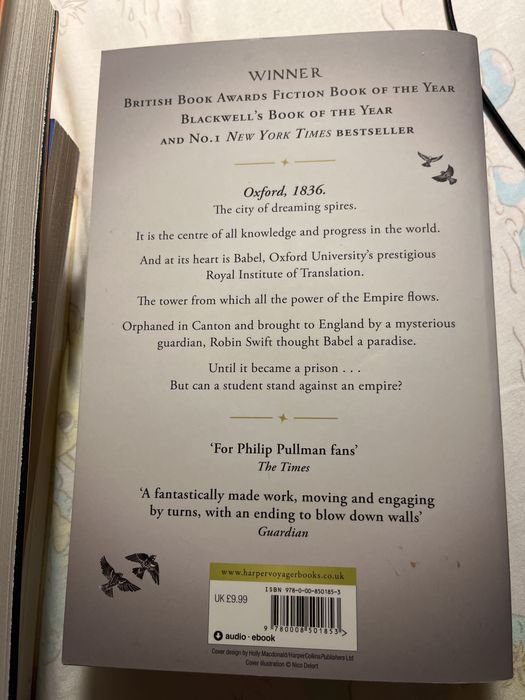 WINNER
BRITISH BOOK AWARDS FICTION BOOK OF THE YEAR
BLACKWELL'S BOOK OF THE YEAR
AND NO.1 NEW YORK TIMES BESTSELLER
Oxford, 1836.
The city of dreaming spires.
It is the centre of all knowledge and progress in the world.
And at its heart is Babel, Oxford University's prestigious
Royal Institute of Translation.
The tower from which all the power of the Empire flows.
Orphaned in Canton and brought to England by a mysterious
guardian, Robin Swift thought Babel a paradise.
Until it became a prison . . .
But can a student stand against an empire?
'For Philip Pullman fans'
The Times
'A fantastically made work, moving and engaging
by turns, with an ending to blow down walls'
Guardian
www.harpervoyagerbooks.co.uk
UK £9.99
ISBN 978-0-00-850185-3
9 780008 501853 >
audio · ebook
Cover design by Holly Macdonald/HarperCollinsPublishers Ltd
Cover illustration © Nico Delort